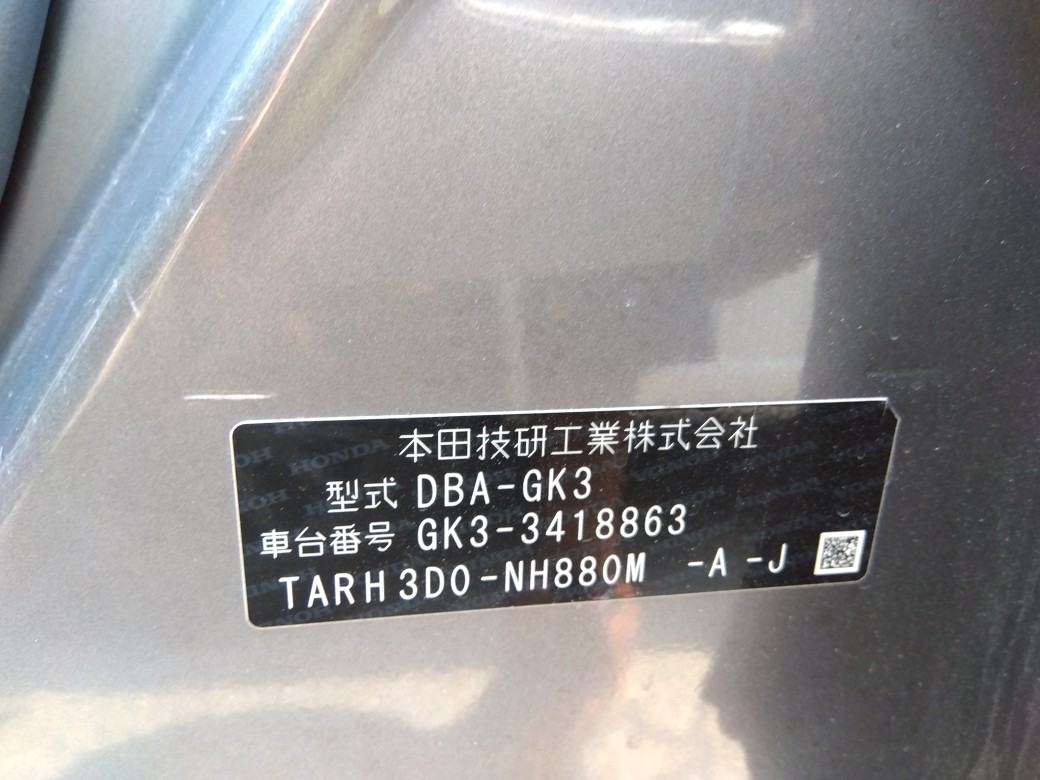 本田技研工業株式会社
型式 DBA-GK3
車台番号 GK3-3418863
TARH3D0-NH880M -A -J